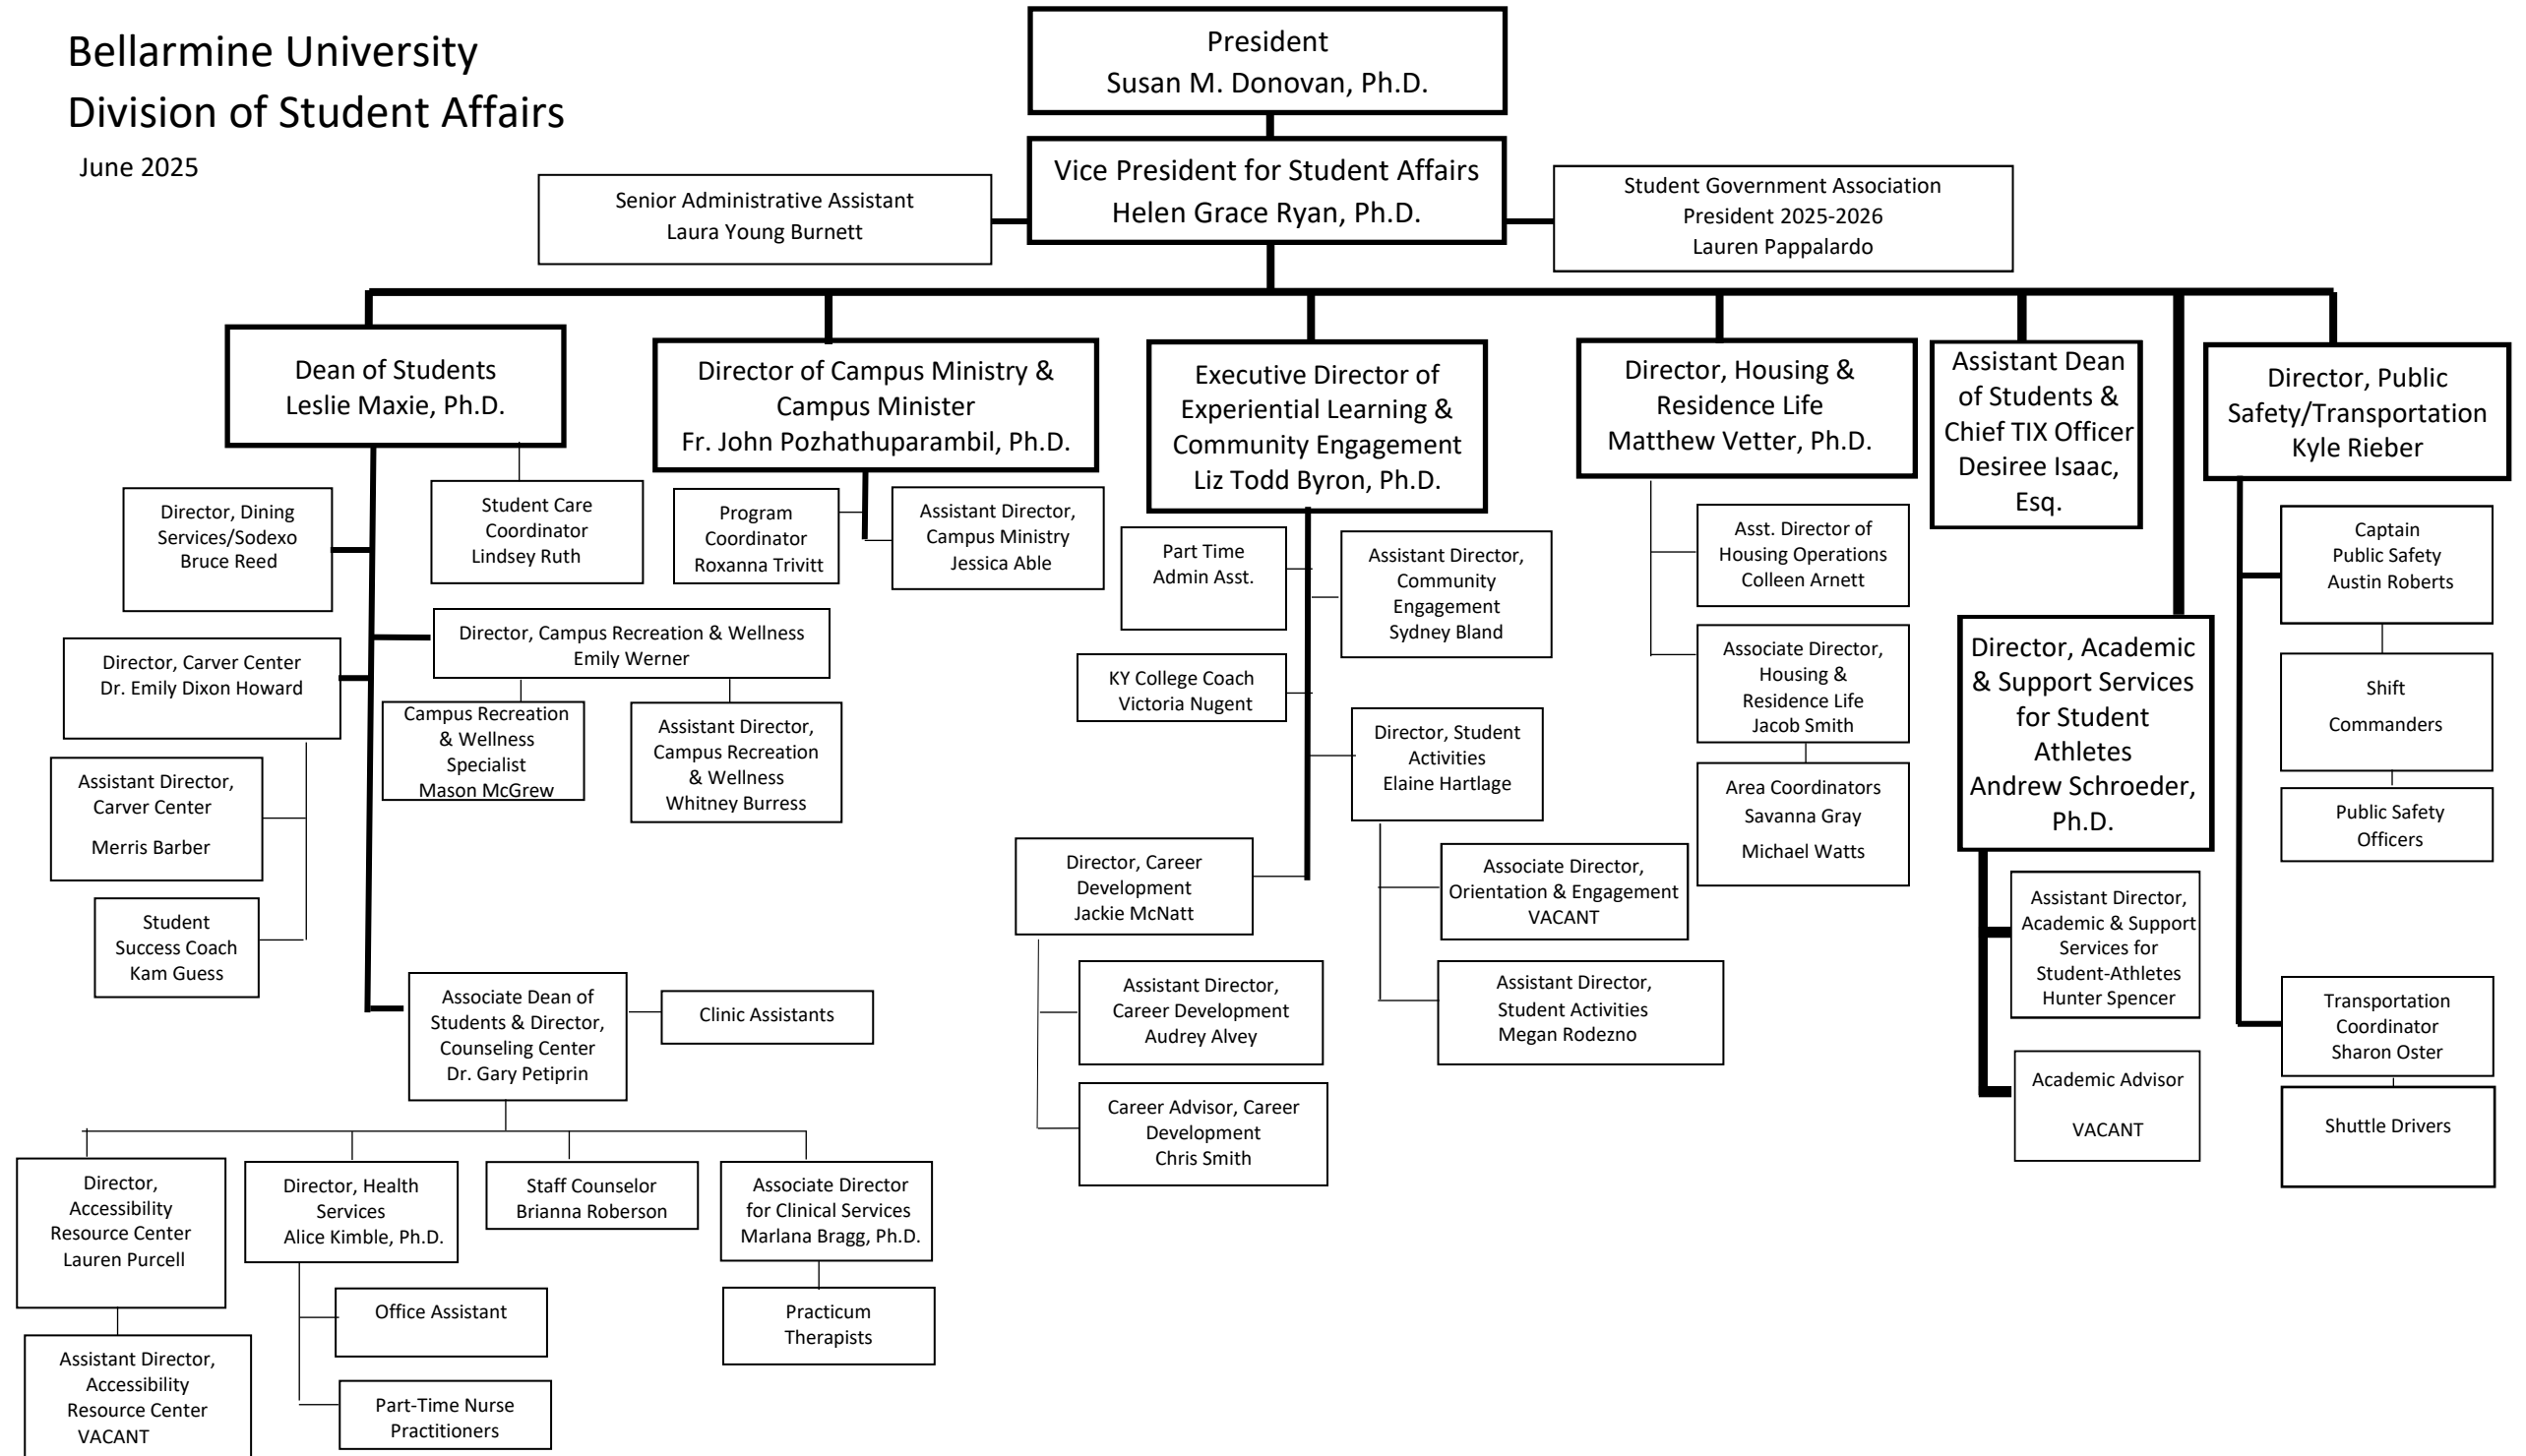 Bellarmine University
Division of Student Affairs
June 2025
President
Susan M. Donovan, Ph.D.
Vice President for Student Affairs
Helen Grace Ryan, Ph.D.
Senior Administrative Assistant
Laura Young Burnett
Student Government Association
President 2025-2026
Lauren Pappalardo
Dean of Students
Leslie Maxie, Ph.D.
Director of Campus Ministry &
Campus Minister
Fr. John Pozhathuparambil, Ph.D.
Executive Director of
Experiential Learning &
Community Engagement
Liz Todd Byron, Ph.D.
Director, Housing &
Residence Life
Matthew Vetter, Ph.D.
Assistant Dean
of Students &
Chief TIX Officer
Desiree Isaac,
Esq.
Director, Public
Safety/Transportation
Kyle Rieber
Director, Dining
Services/Sodexo
Bruce Reed
Student Care
Coordinator
Lindsey Ruth
Director, Campus Recreation & Wellness
Emily Werner
Director, Carver Center
Dr. Emily Dixon Howard
Campus Recreation
& Wellness
Specialist
Mason McGrew
Assistant Director,
Campus Recreation
& Wellness
Whitney Burress
Assistant Director,
Carver Center
Merris Barber
Student
Success Coach
Kam Guess
Associate Dean of
Students & Director,
Counseling Center
Dr. Gary Petiprin
Clinic Assistants
Director,
Accessibility
Resource Center
Lauren Purcell
Director, Health
Services
Alice Kimble, Ph.D.
Staff Counselor
Brianna Roberson
Associate Director
for Clinical Services
Marlana Bragg, Ph.D.
Office Assistant
Practicum
Therapists
Assistant Director,
Accessibility
Resource Center
VACANT
Part-Time Nurse
Practitioners
Program
Coordinator
Roxanna Trivitt
Assistant Director,
Campus Ministry
Jessica Able
Part Time
Admin Asst.
Assistant Director,
Community
Engagement
Sydney Bland
KY College Coach
Victoria Nugent
Director, Student
Activities
Elaine Hartlage
Director, Career
Development
Jackie McNatt
Associate Director,
Orientation & Engagement
VACANT
Assistant Director,
Career Development
Audrey Alvey
Assistant Director,
Student Activities
Megan Rodezno
Career Advisor, Career
Development
Chris Smith
Asst. Director of
Housing Operations
Colleen Arnett
Associate Director,
Housing &
Residence Life
Jacob Smith
Area Coordinators
Savanna Gray
Michael Watts
Director, Academic
& Support Services
for Student
Athletes
Andrew Schroeder,
Ph.D.
Assistant Director,
Academic & Support
Services for
Student-Athletes
Hunter Spencer
Academic Advisor
VACANT
Captain
Public Safety
Austin Roberts
Shift
Commanders
Public Safety
Officers
Transportation
Coordinator
Sharon Oster
Shuttle Drivers